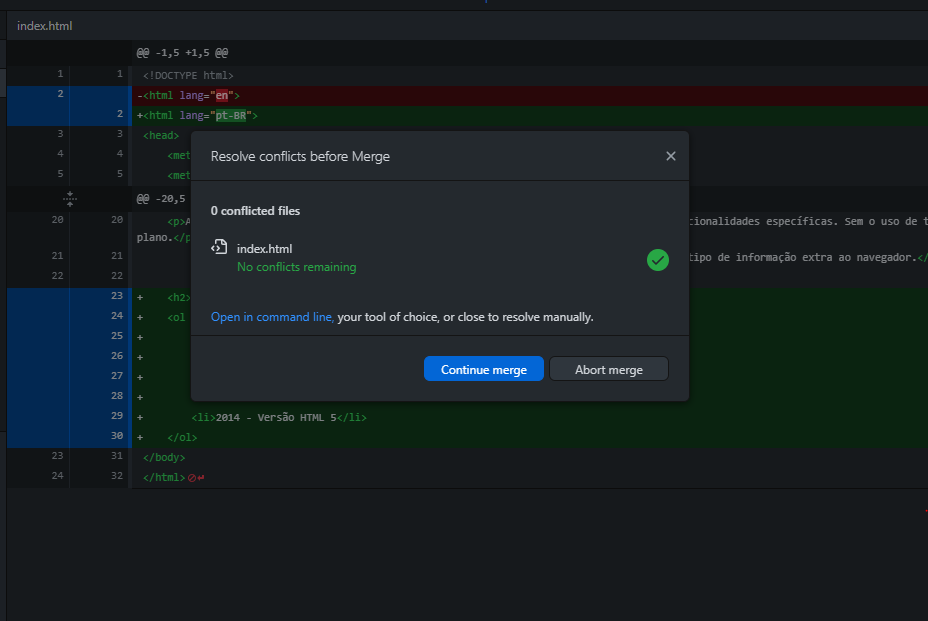 index.html
@@ -1,5 +1,5 @@
1 1 <!DOCTYPE html>
2 -<html lang="en">
2 +<html lang="pt-BR">
3 3 <head>
4 4 <met
5 5 <met
@@ -20,5
20 20 <p>A cionalidades específicas. Sem o uso de t
plano.</p
21 21 tipo de informação extra ao navegador.</
22 22
23 + <h2>
24 + <ol
25 +
26 +
27 +
28 +
29 + <li>2014 - Versão HTML 5</li>
30 + </ol>
23 31 </body>
24 32 </html>
Resolve conflicts before Merge
0 conflicted files
index.html
No conflicts remaining
Open in command line, your tool of choice, or close to resolve manually.
Continue merge Abort merge